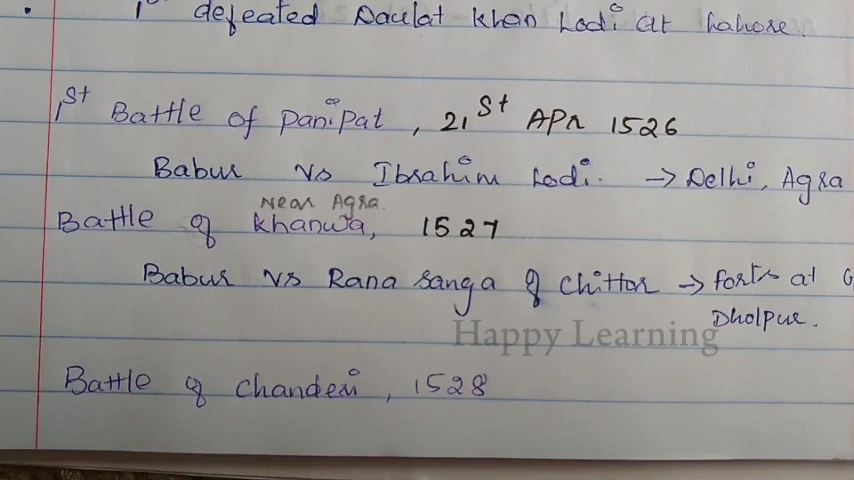 1st defeated Daulat Khan Lodi at Lahore.
1st Battle of Panipat, 21st APR 1526
Babur Vs Ibrahim Lodi. → Delhi, Agra
Near Agra.
Battle of Khanwa, 1527
Babur Vs Rana Sanga of Chittor → forts at G
Dholpur.
Happy Learning
Battle of Chanderi, 1528